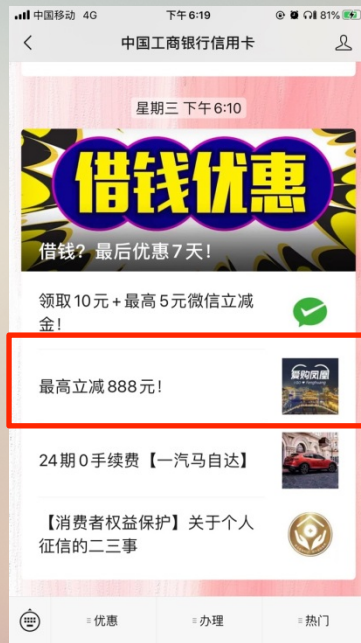 中国移动 4G
下午6:19
81%
中国工商银行信用卡
星期三 下午6:10
借钱优惠
借钱？最后优惠7天！
领取10元+最高5元微信立减
金！
最高立减888元！
爱购凤凰
24期0手续费【一汽马自达】
【消费者权益保护】关于个人
征信的二三事
优惠
办理
热门